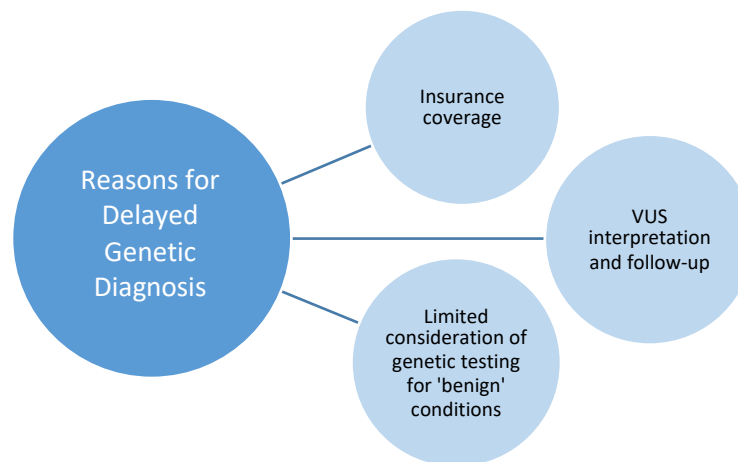 Reasons for
Delayed
Genetic
Diagnosis
Insurance
coverage
VUS
interpretation
and follow-up
Limited
consideration of
genetic testing
for 'benign'
conditions